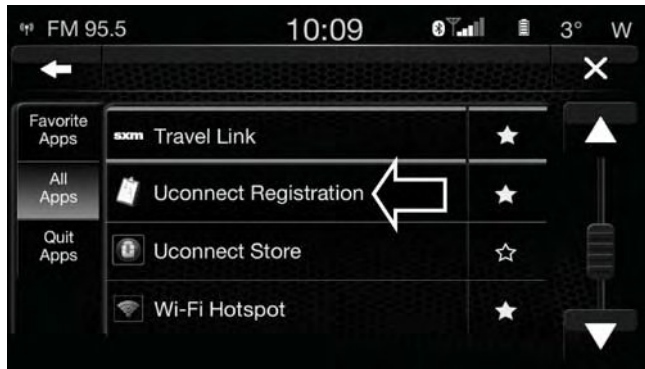 FM 95.5 10:09 3° W
Favorite
Apps
sxm Travel Link
All
Apps
Uconnect Registration
Quit
Apps
Uconnect Store
Wi-Fi Hotspot